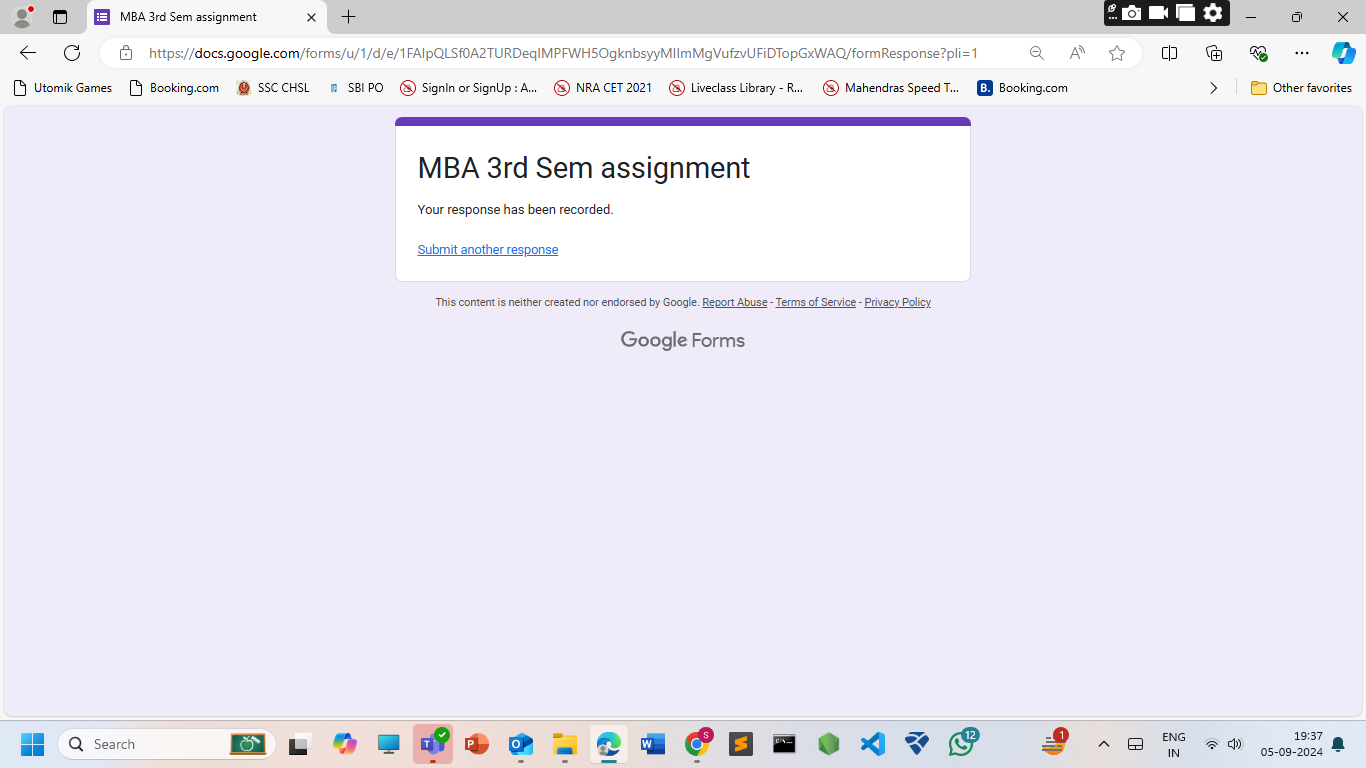 MBA 3rd Sem assignment
https://docs.google.com/forms/u/1/d/e/1FAIpQLSf0A2TURDeqIMPFWH5OgknbsyyMIImMgVufzvUFiDTopGxWAQ/formResponse?pli=1
Utomik Games Booking.com SSC CHSL SBI PO SignIn or SignUp : A... NRA CET 2021 Liveclass Library - R... Mahendras Speed T... B. Booking.com Other favorites
MBA 3rd Sem assignment
Your response has been recorded.
Submit another response
This content is neither created nor endorsed by Google. Report Abuse - Terms of Service - Privacy Policy
Google Forms
Search
S
12
1
ENG
IN
19:37
05-09-2024